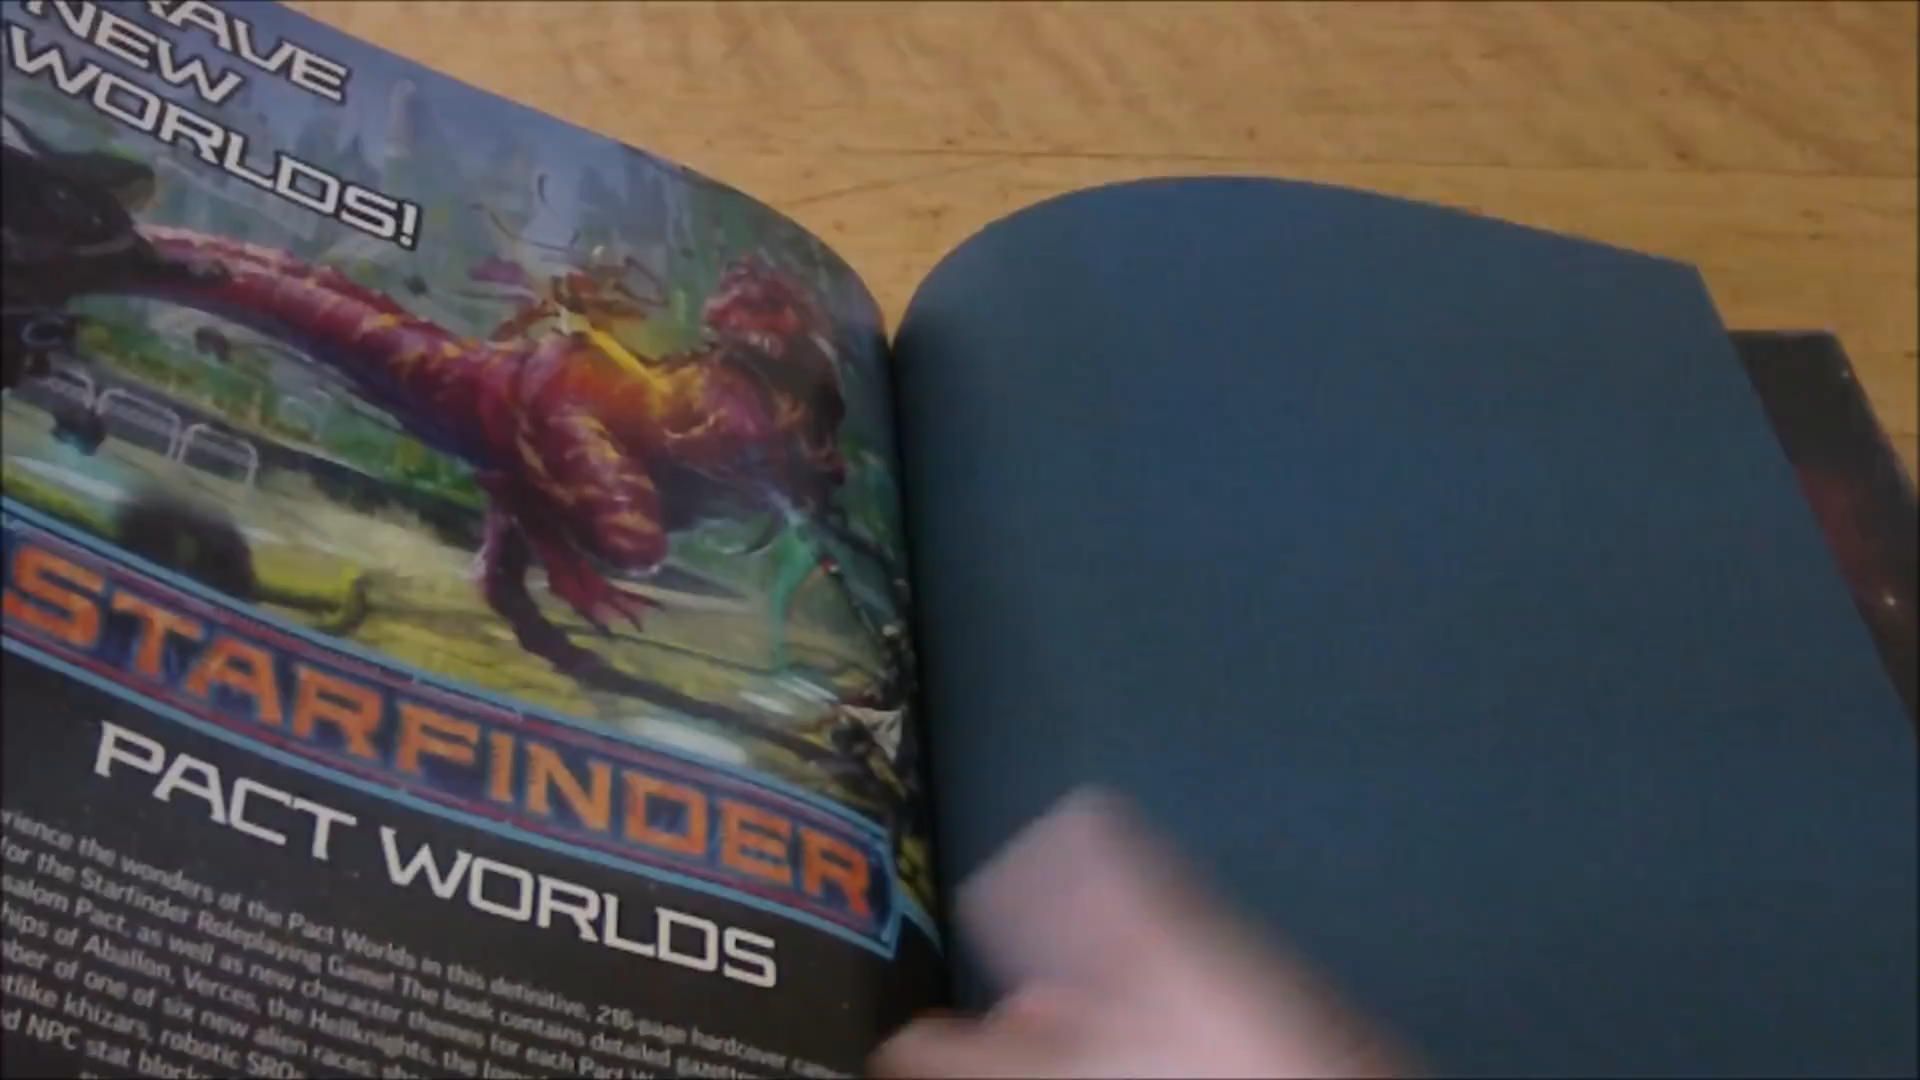 RAVE
NEW
WORLDS!
STARFINDER
PACT WORLDS
rience the wonders of the Pact Worlds in this definitive, 216-page hardcover
for the Starfinder Roleplaying Game! The book contains detailed
salom Pact, as well as new character themes for each Pact
hips of Aballon, Verces, the Hellknights, the
ber of one of six new alien races:
tlike khizars, robotic SROs
d NPC stat blocks